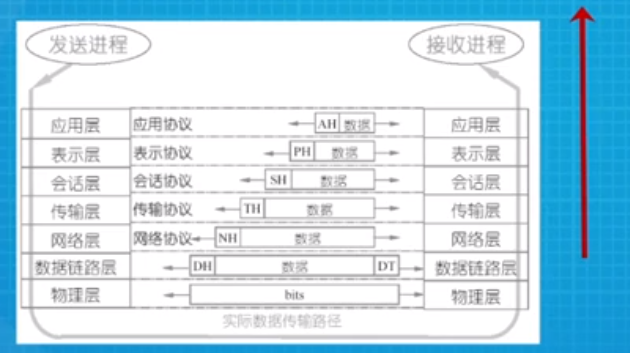 发送进程 接收进程
应用层 应用协议 AH 数据 应用层
表示层 表示协议 PH 数据 表示层
会话层 会话协议 SH 数据 会话层
传输层 传输协议 TH 数据 传输层
网络层 网络协议 NH 数据 网络层
数据链路层 DH 数据 DT 数据链路层
物理层 bits 物理层
实际数据传输路径